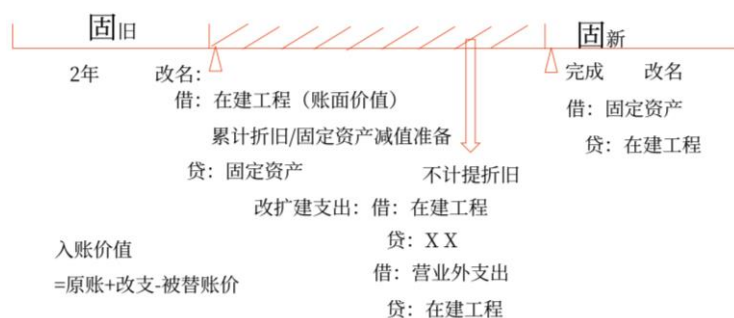 固旧
固新
2年 改名：
完成 改名
借：在建工程（账面价值）
借：固定资产
累计折旧/固定资产减值准备
贷：在建工程
贷：固定资产
不计提折旧
改扩建支出：借：在建工程
贷：X X
入账价值
借：营业外支出
=原账+改支-被替账价
贷：在建工程